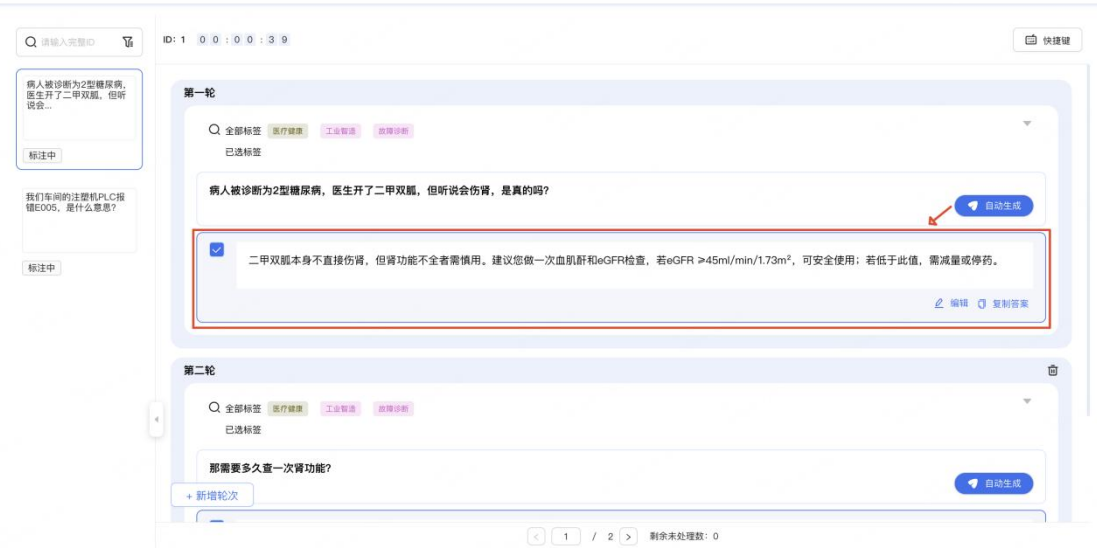 请输入完整ID
病人被诊断为2型糖尿病,
医生开了二甲双胍，但听
说会...
标注中
我们车间的注塑机PLC报
错E005，是什么意思?
标注中
ID: 1 00:00:39
快捷键
第一轮
全部标签 医疗健康 工业智造 故障诊断
已选标签
病人被诊断为2型糖尿病，医生开了二甲双胍，但听说会伤肾，是真的吗?
自动生成
二甲双胍本身不直接伤肾，但肾功能不全者需慎用。建议您做一次血肌酐和eGFR检查，若eGFR ≥45ml/min/1.73m²，可安全使用；若低于此值，需减量或停药。
编辑 复制答案
第二轮
全部标签 医疗健康 工业智造 故障诊断
已选标签
那需要多久查一次肾功能?
自动生成
+ 新增轮次
< 1 / 2 > 剩余未处理数: 0